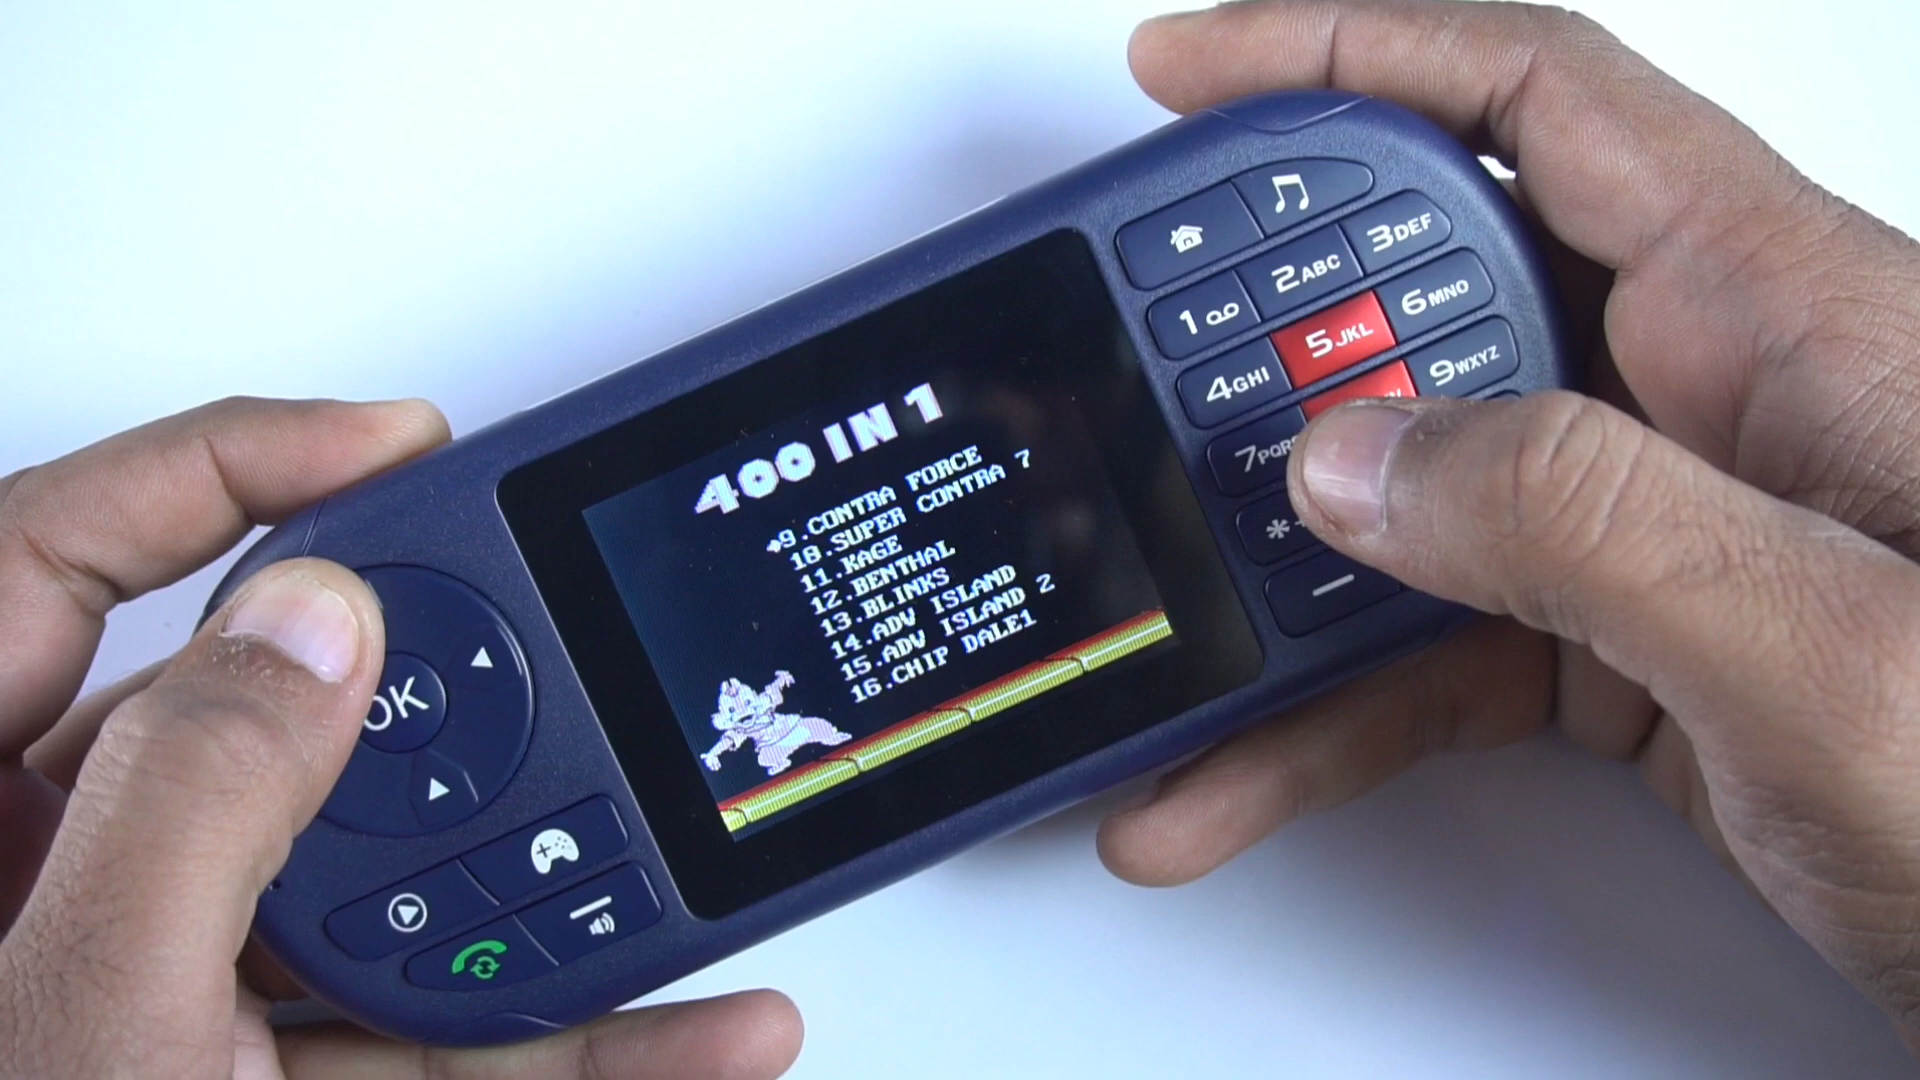 400 IN 1
9.CONTRA FORCE
10.SUPER CONTRA 7
11.KAGE
12.BENTHAL
13.BLINKS
14.ADV ISLAND
15.ADV ISLAND 2
16.CHIP DALE1
OK
1
2ABC
3DEF
4GHI
5JKL
6MNO
7PQR
9WXYZ
*